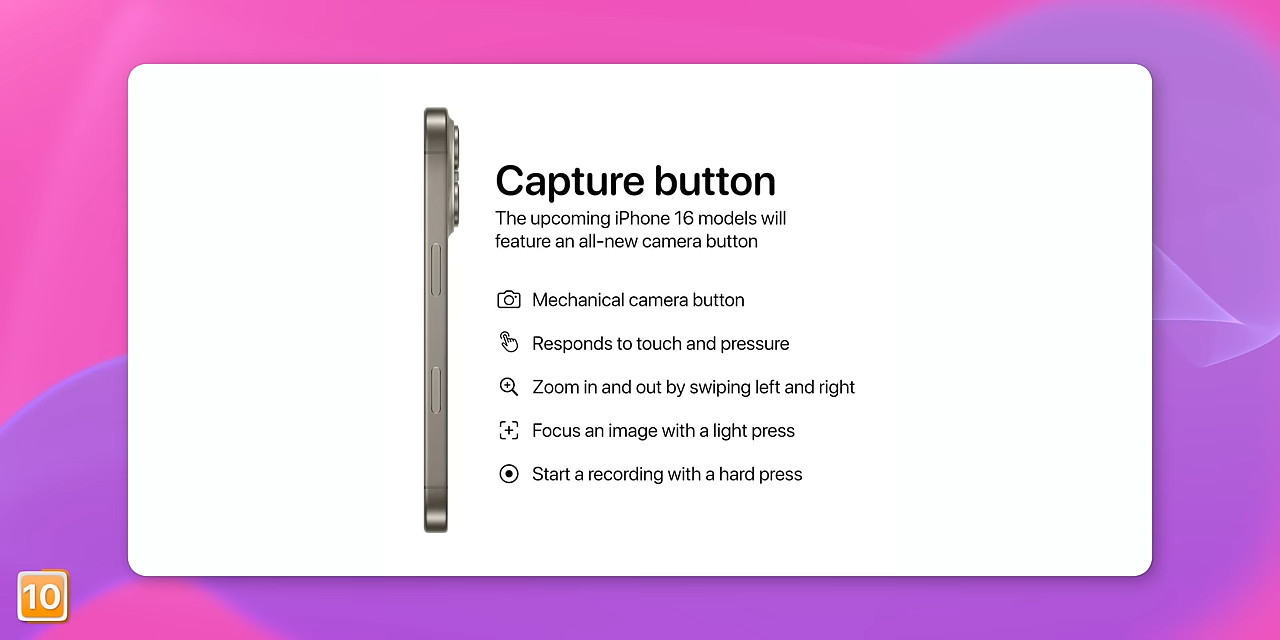 Capture button
The upcoming iPhone 16 models will
feature an all-new camera button
Mechanical camera button
Responds to touch and pressure
Zoom in and out by swiping left and right
Focus an image with a light press
Start a recording with a hard press
10